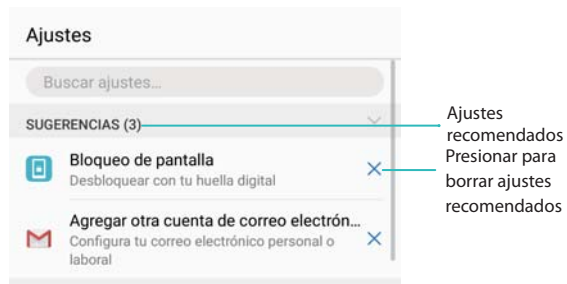 Ajustes
Buscar ajustes...
SUGERENCIAS (3)
Ajustes
recomendados
Bloqueo de pantalla
Desbloquear con tu huella digital
Presionar para
borrar ajustes
recomendados
Agregar otra cuenta de correo electrón...
Configura tu correo electrónico personal o
laboral